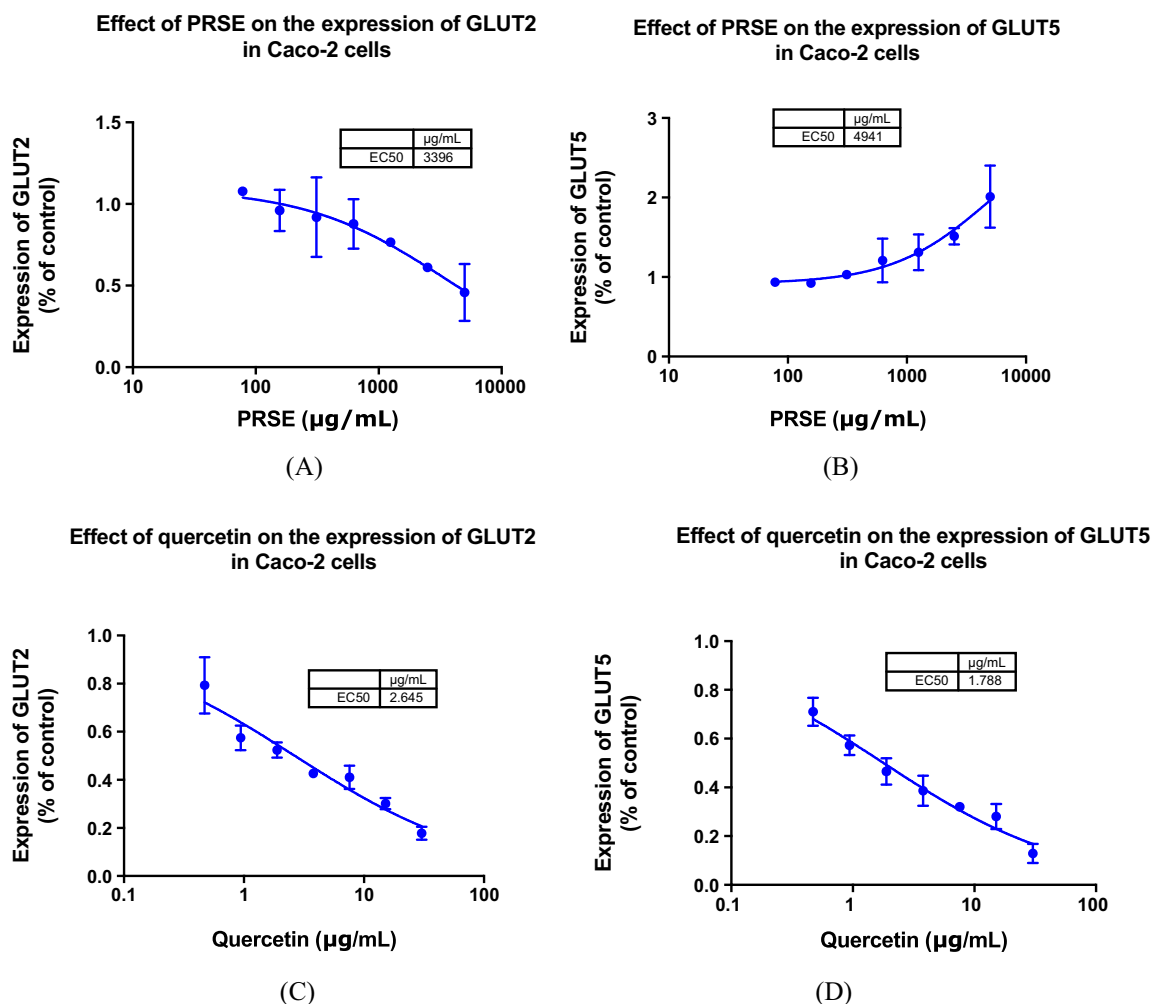 Effect of PRSE on the expression of GLUT2
in Caco-2 cells
Expression of GLUT2
(% of control)
1.5
1.0
0.5
0.0
µg/mL
EC50 3396
10 100 1000 10000
PRSE (µg/mL)
(A)
Effect of PRSE on the expression of GLUT5
in Caco-2 cells
Expression of GLUT5
(% of control)
3
2
1
0
µg/mL
EC50 4941
10 100 1000 10000
PRSE (µg/mL)
(B)
Effect of quercetin on the expression of GLUT2
in Caco-2 cells
Expression of GLUT2
(% of control)
1.0
0.8
0.6
0.4
0.2
0.0
µg/mL
EC50 2.645
0.1 1 10 100
Quercetin (µg/mL)
(C)
Effect of quercetin on the expression of GLUT5
in Caco-2 cells
Expression of GLUT5
(% of control)
1.0
0.8
0.6
0.4
0.2
0.0
µg/mL
EC50 1.788
0.1 1 10 100
Quercetin (µg/mL)
(D)